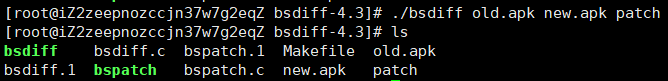 [root@iZ2zeepnozccjn37w7g2eqZ bsdiff-4.3]# ./bsdiff old.apk new.apk patch
[root@iZ2zeepnozccjn37w7g2eqZ bsdiff-4.3]# ls
bsdiff    bsdiff.c  bspatch.1  Makefile  old.apk
bsdiff.1  bspatch   bspatch.c  new.apk   patch